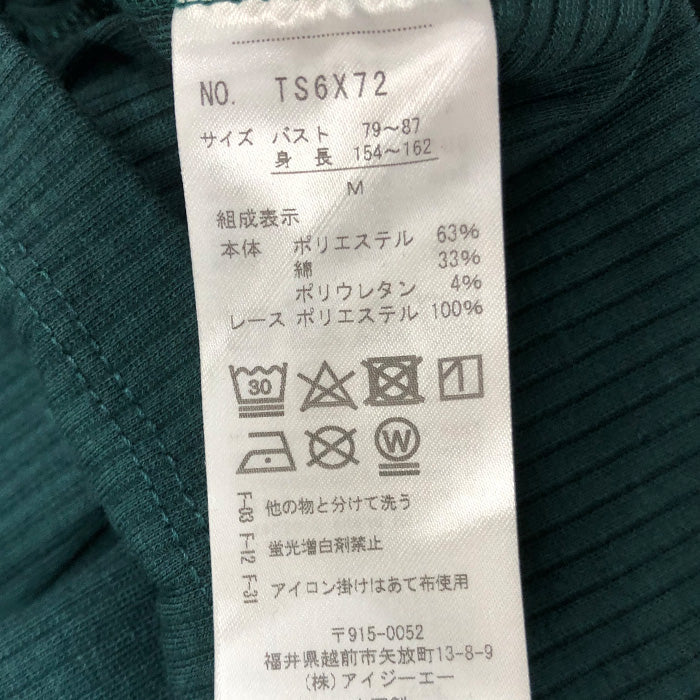 NO. TS6X72
サイズ バスト 79～87
身長 154～162
M
組成表示
本体 ポリエステル 63%
綿 33%
ポリウレタン 4%
レース ポリエステル 100%
30
W
F-03 他の物と分けて洗う
F-12 蛍光増白剤禁止
F-31 アイロン掛けはあて布使用
〒915-0052
福井県越前市矢放町13-8-9
(株)アイジーエー